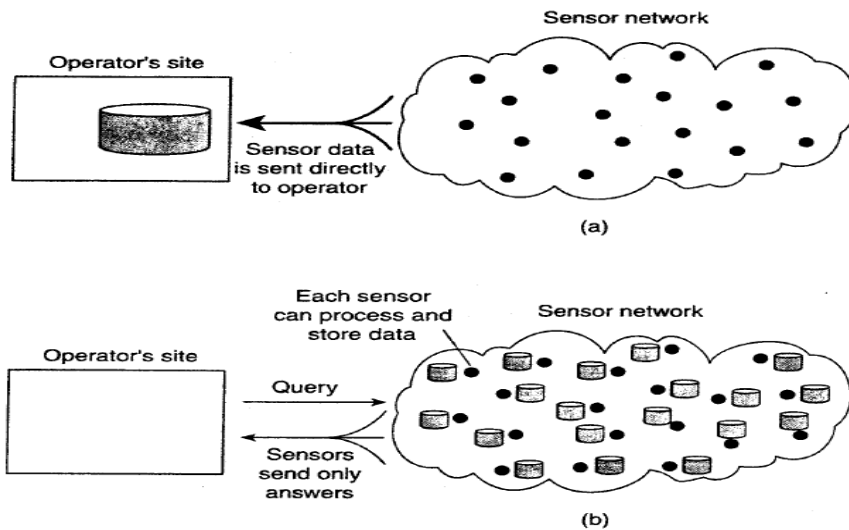 Sensor network
Operator's site
Sensor data
is sent directly
to operator
(a)
Each sensor
can process and
store data
Sensor network
Operator's site
Query
Sensors
send only
answers
(b)